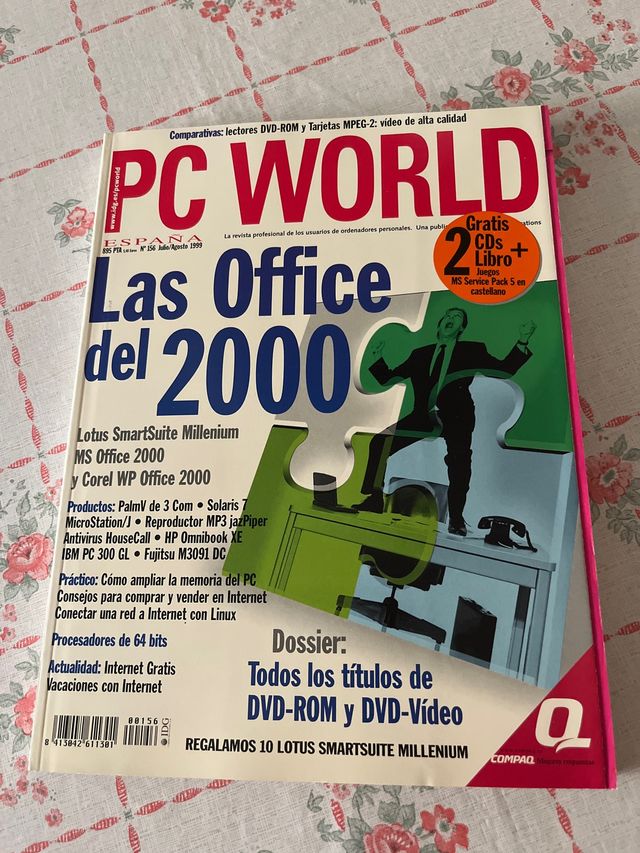 Comparativas: lectores DVD-ROM y Tarjetas MPEG-2: vídeo de alta calidad
www.idg.es/pcworld
PC WORLD
ESPAÑA
895 PTA Nº 156 Julio/Agosto 1999
La revista profesional de los usuarios de ordenadores personales. Una
Gratis
2 CDs +
Libro
Juegos
MS Service Pack 5 en
castellano
Las Office
del 2000
Lotus SmartSuite Millenium
MS Office 2000
y Corel WP Office 2000
Productos: PalmV de 3 Com • Solaris 7
MicroStation/J • Reproductor MP3 jazPiper
Antivirus HouseCall • HP Omnibook XE
IBM PC 300 GL • Fujitsu M3091 DC
Práctico: Cómo ampliar la memoria del PC
Consejos para comprar y vender en Internet
Conectar una red a Internet con Linux
Procesadores de 64 bits
Actualidad: Internet Gratis
Vacaciones con Internet
Dossier:
Todos los títulos de
DVD-ROM y DVD-Vídeo
REGALAMOS 10 LOTUS SMARTSUITE MILLENIUM
00156
8 413042 611301
IDG
Q
COMPAQ